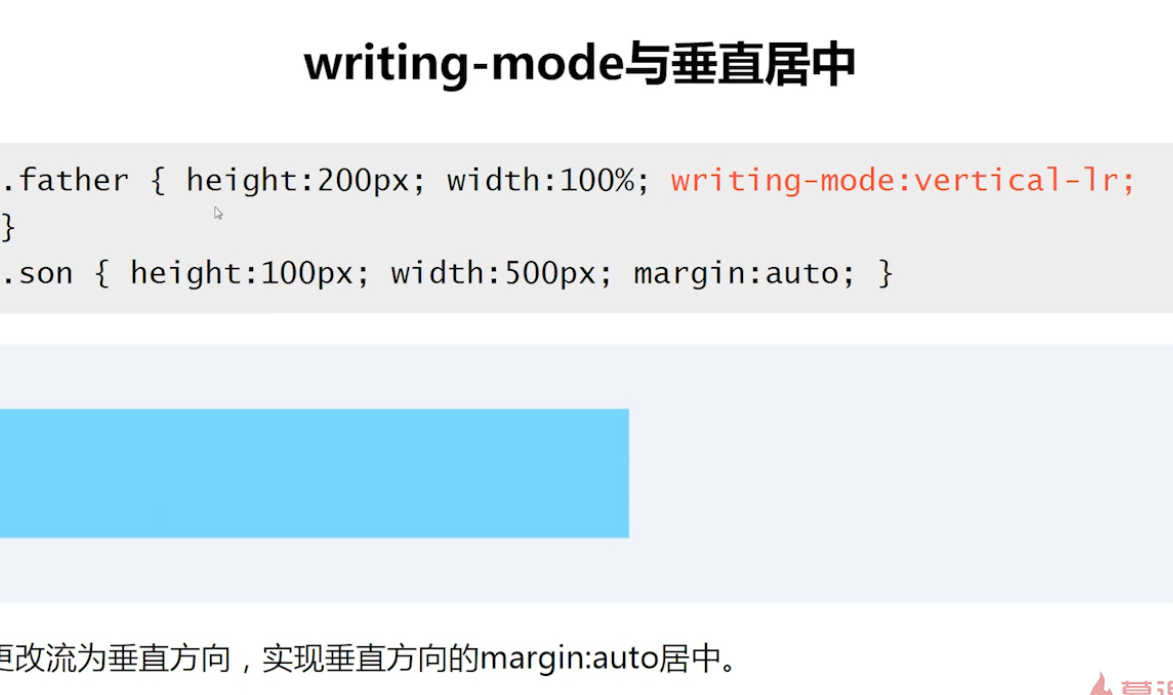 writing-mode与垂直居中
.father { height:200px; width:100%; writing-mode:vertical-lr;
}
.son { height:100px; width:500px; margin:auto; }
更改流为垂直方向，实现垂直方向的margin:auto居中。